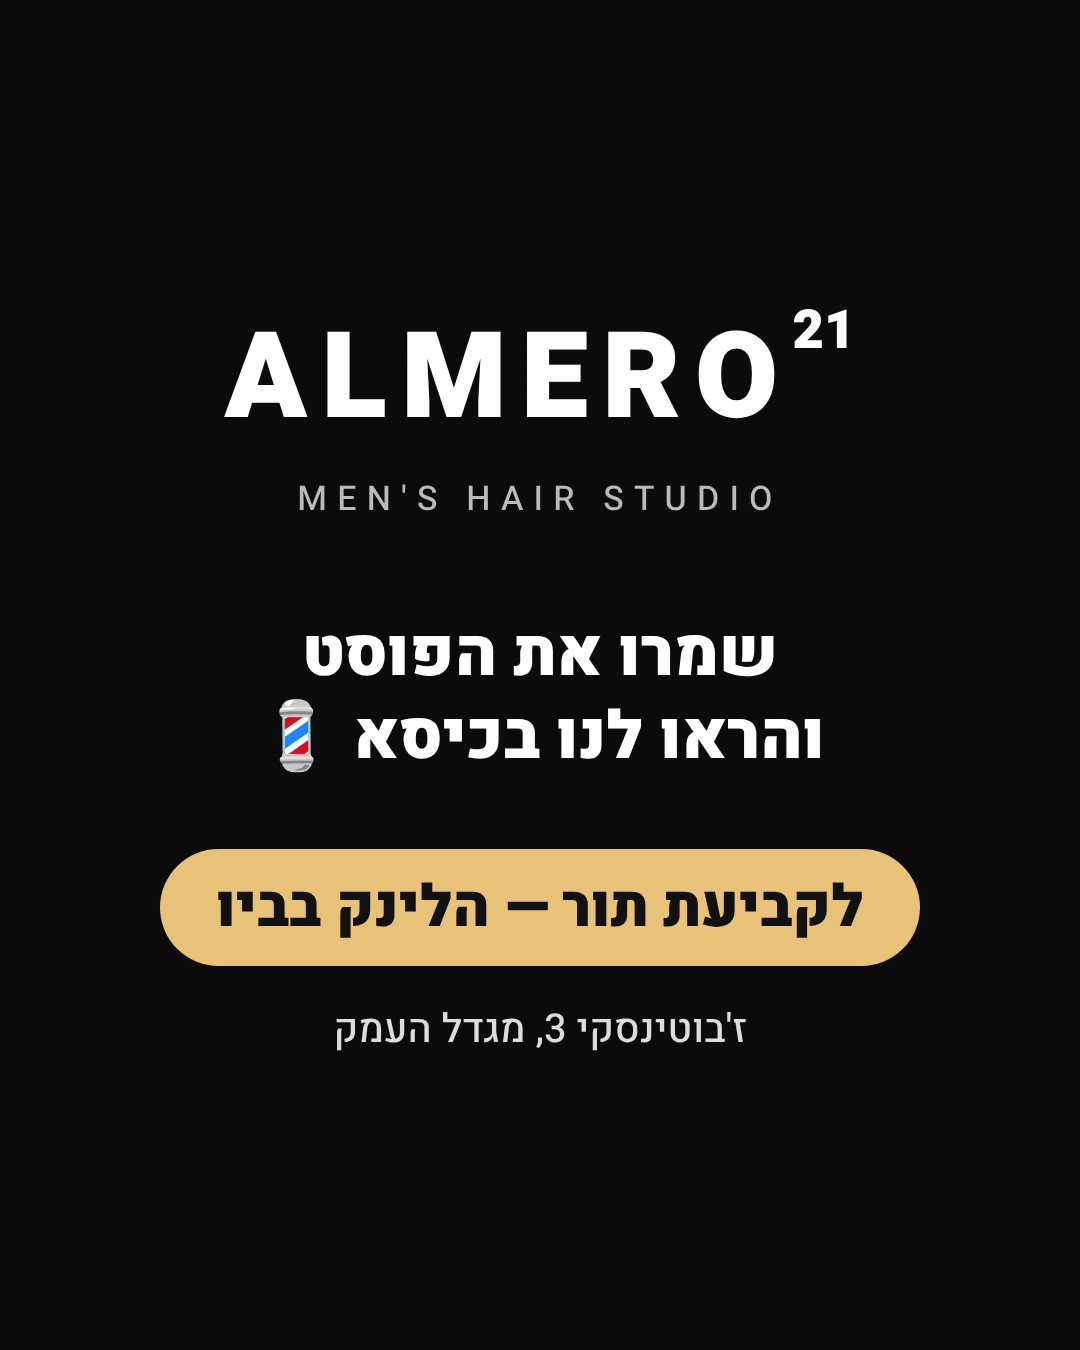 ALMERO 21
MEN'S HAIR STUDIO
שמרו את הפוסט
והראו לנו בכיסא 💈
לקביעת תור – הלינק בביו
ז'בוטינסקי 3, מגדל העמק